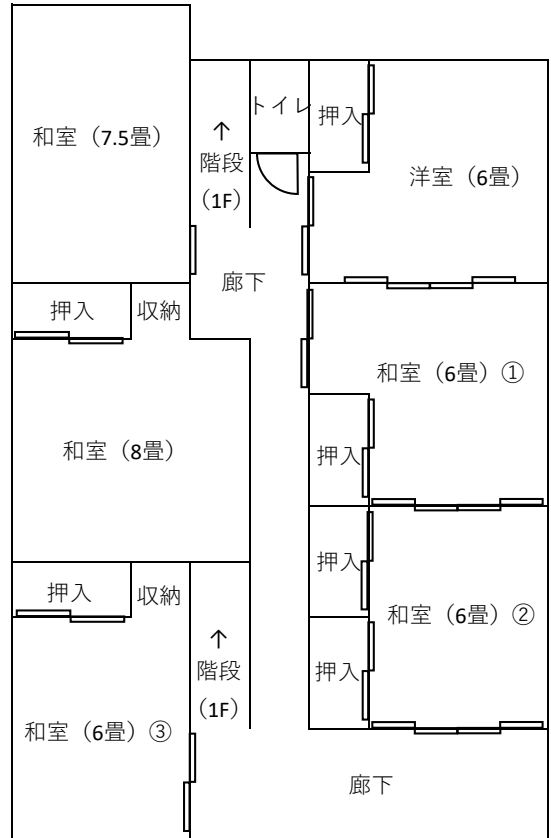 和室（7.5畳）
↑
階段
（1F）
トイレ
押入
洋室（6畳）
廊下
押入
収納
和室（6畳）①
和室（8畳）
押入
押入
押入
収納
和室（6畳）②
↑
階段
（1F）
押入
和室（6畳）③
廊下